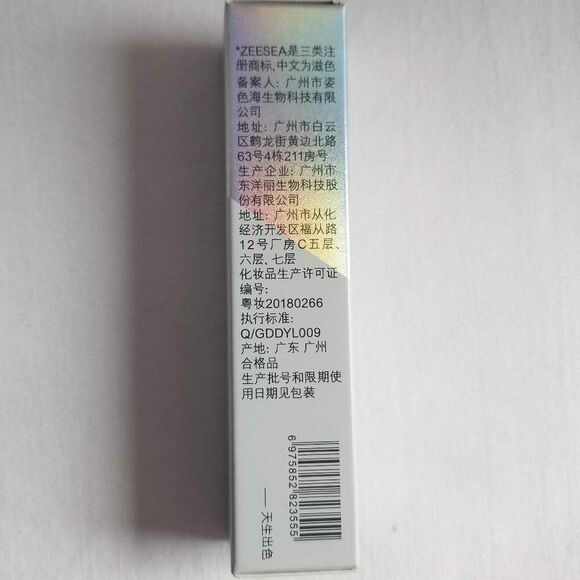 *ZEESEA是三类注
册商标,中文为滋色
备案人：广州市姿
色海生物科技有限
公司
地址：广州市白云
区鹤龙街黄边北路
63号4栋211房号
生产企业：广州市
东洋丽生物科技股
份有限公司
地址：广州市从化
经济开发区福从路
12号厂房C五层、
六层、七层
化妆品生产许可证
编号：
粤妆20180266
执行标准：
Q/GDDYL009
产地：广东 广州
合格品
生产批号和限期使
用日期见包装
6 975852 823555
一 天生出色